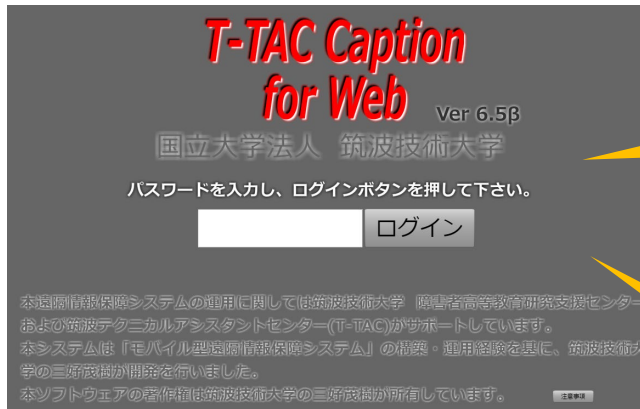 T-TAC Caption
for Web Ver 6.5β
国立大学法人 筑波技術大学
パスワードを入力し、ログインボタンを押して下さい。
ログイン
本遠隔情報保障システムの運用に関しては筑波技術大学 障害者高等教育研究支援センター
および筑波テクニカルアシスタントセンター(T-TAC)がサポートしています。
本システムは「モバイル型遠隔情報保障システム」の構築・運用経験を基に、筑波技術大
学の三好茂樹が開発を行いました。
本ソフトウェアの著作権は筑波技術大学の三好茂樹が所有しています。 注意事項